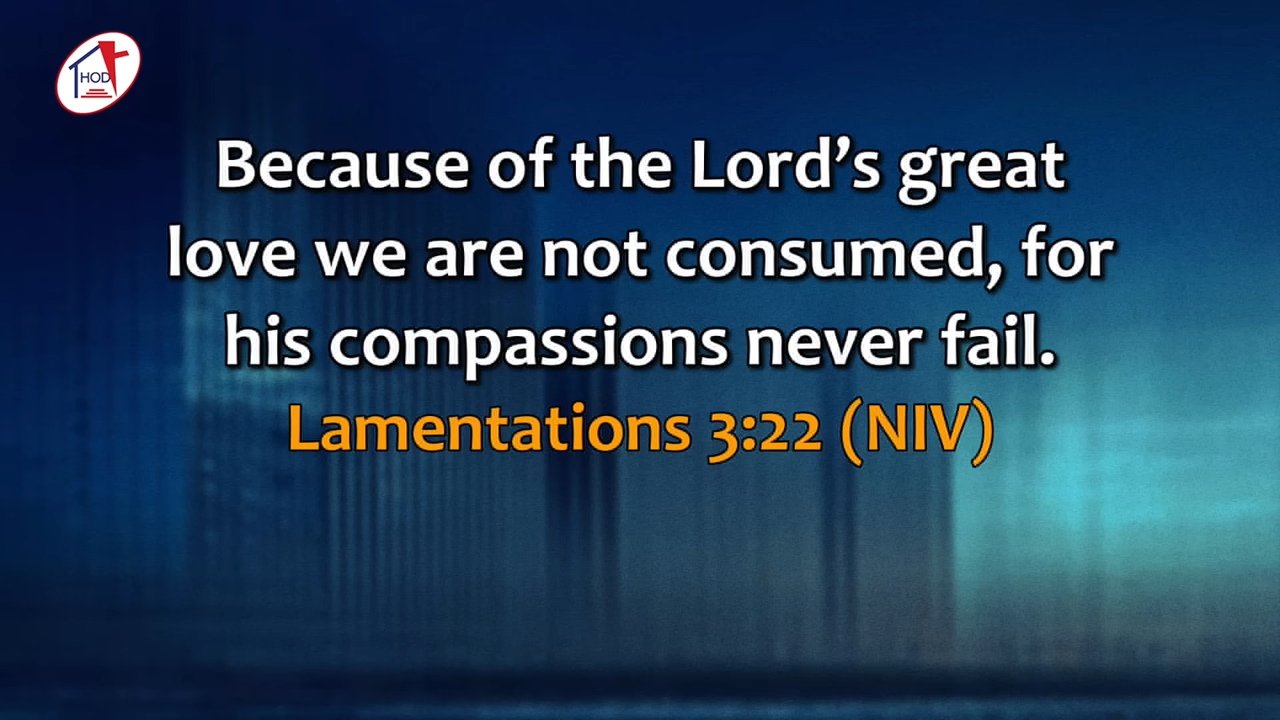 HOD
Because of the Lord’s great
love we are not consumed, for
his compassions never fail.
Lamentations 3:22 (NIV)